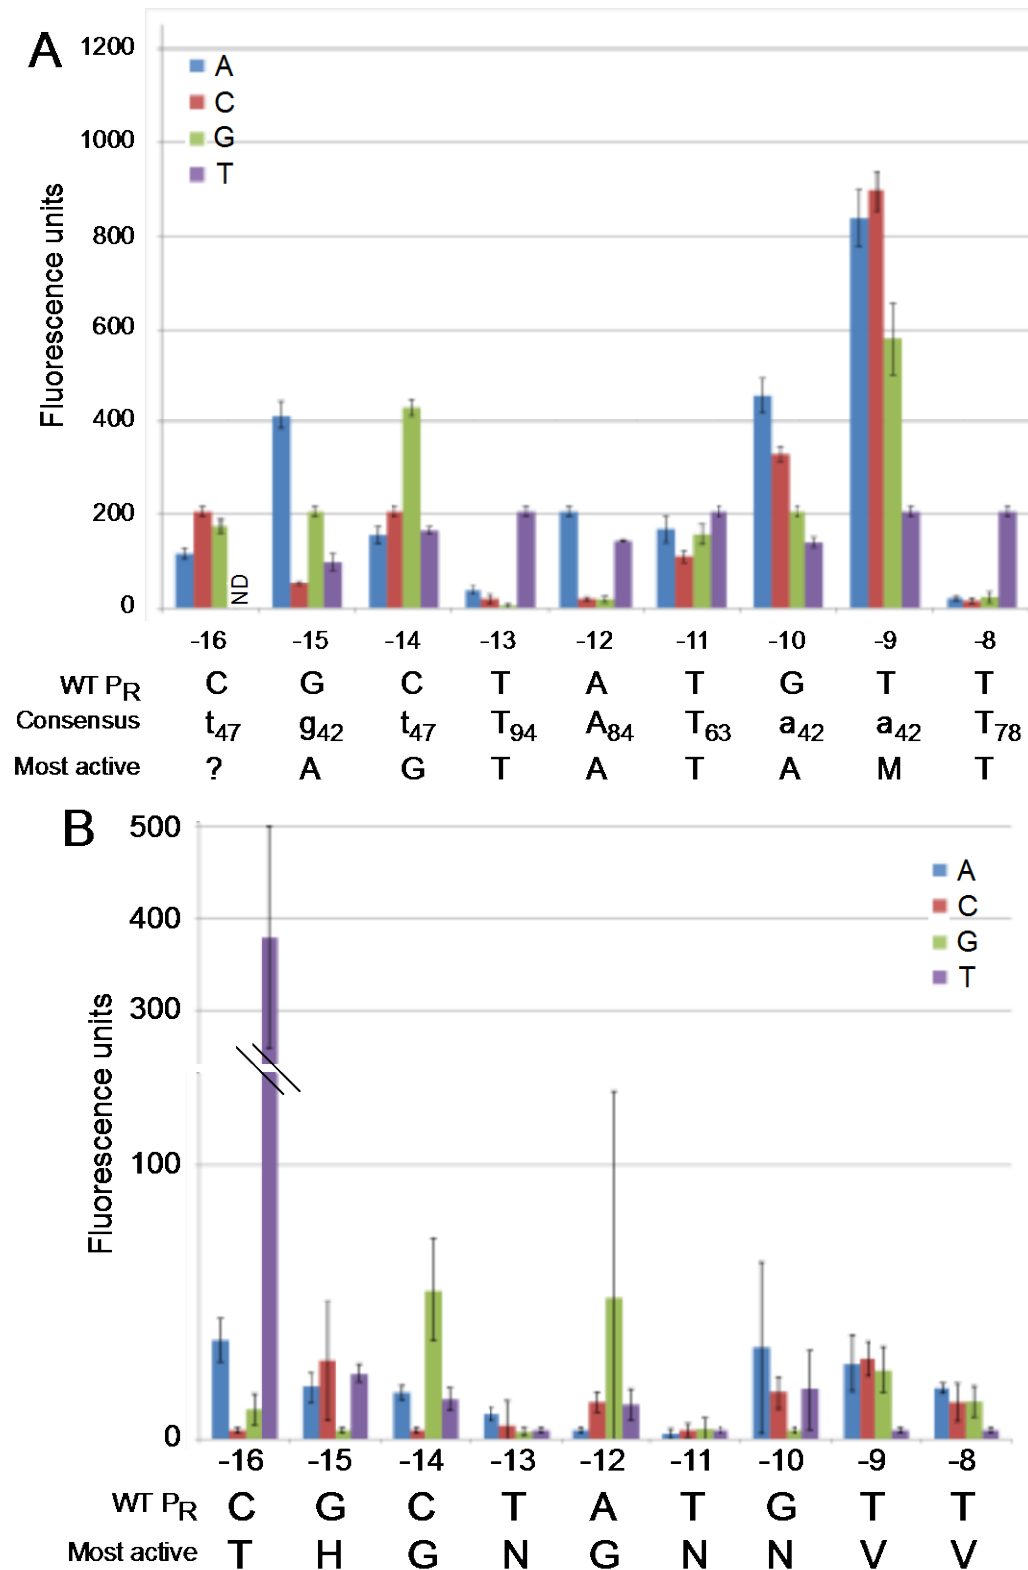 A
1200
1000
800
600
400
200
0
Fluorescence units
A
C
G
T
ND
-16 -15 -14 -13 -12 -11 -10 -9 -8
WT PR C G C T A T G T T
Consensus t47 g42 t47 T94 A84 T63 a42 a42 T78
Most active ? A G T A T A M T
B
500
400
300
100
0
Fluorescence units
A
C
G
T
-16 -15 -14 -13 -12 -11 -10 -9 -8
WT PR C G C T A T G T T
Most active T H G N G N N V V